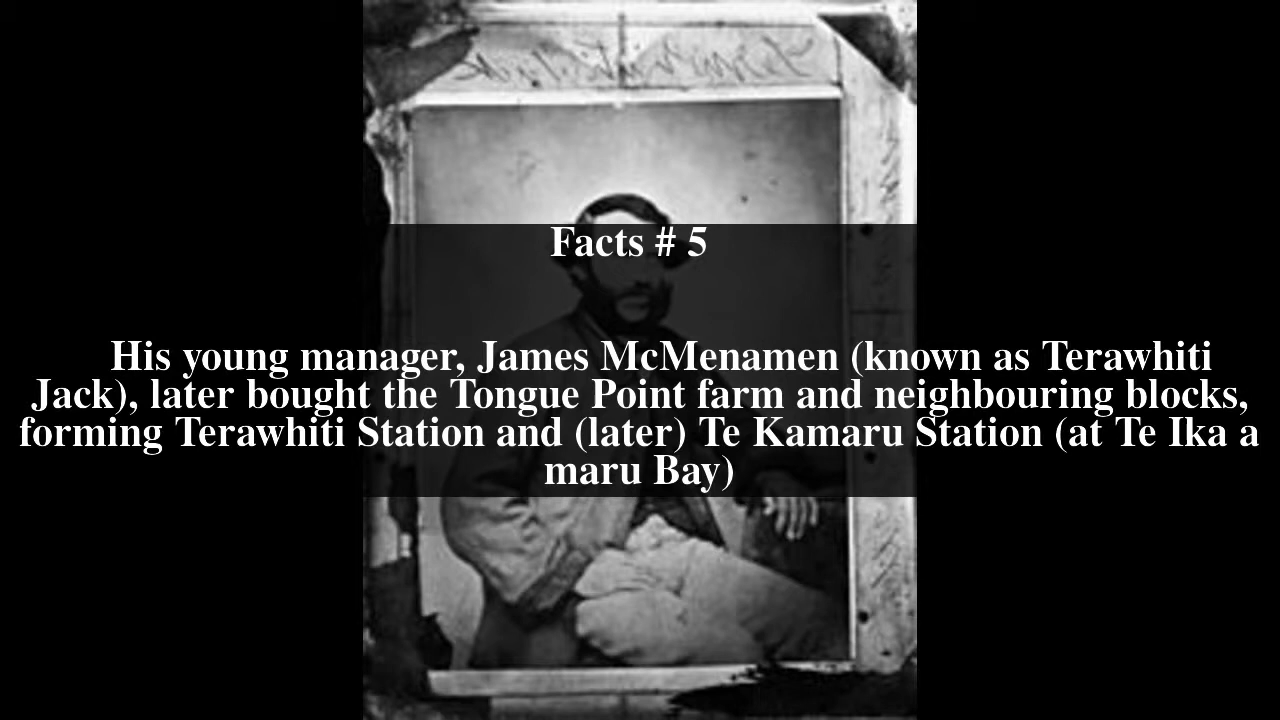 Facts # 5
His young manager, James McMenamen (known as Terawhiti
Jack), later bought the Tongue Point farm and neighbouring blocks,
forming Terawhiti Station and (later) Te Kamaru Station (at Te Ika a
maru Bay)